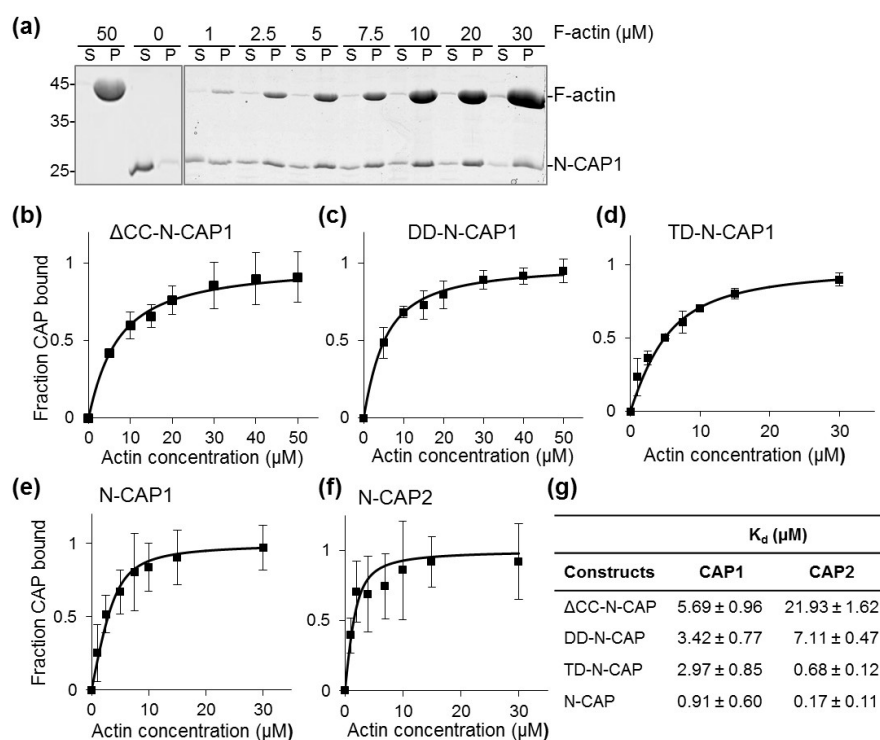 (a)
50 0 1 2.5 5 7.5 10 20 30 F-actin (µM)
S P S P S P S P S P S P S P S P S P
45-
35-
25-
-F-actin
-N-CAP1
(b) ΔCC-N-CAP1
Fraction CAP bound
1
0.5
0
0 10 20 30 40 50
Actin concentration (µM)
(c) DD-N-CAP1
1
0.5
0
0 10 20 30 40 50
Actin concentration (µM)
(d) TD-N-CAP1
1
0.5
0
0 10 20 30
Actin concentration (µM)
(e) N-CAP1
Fraction CAP bound
1
0.5
0
0 10 20 30
Actin concentration (µM)
(f) N-CAP2
1
0.5
0
0 10 20 30
Actin concentration (µM)
(g)
Kd (µM)
Constructs CAP1 CAP2
ΔCC-N-CAP 5.69 ± 0.96 21.93 ± 1.62
DD-N-CAP 3.42 ± 0.77 7.11 ± 0.47
TD-N-CAP 2.97 ± 0.85 0.68 ± 0.12
N-CAP 0.91 ± 0.60 0.17 ± 0.11